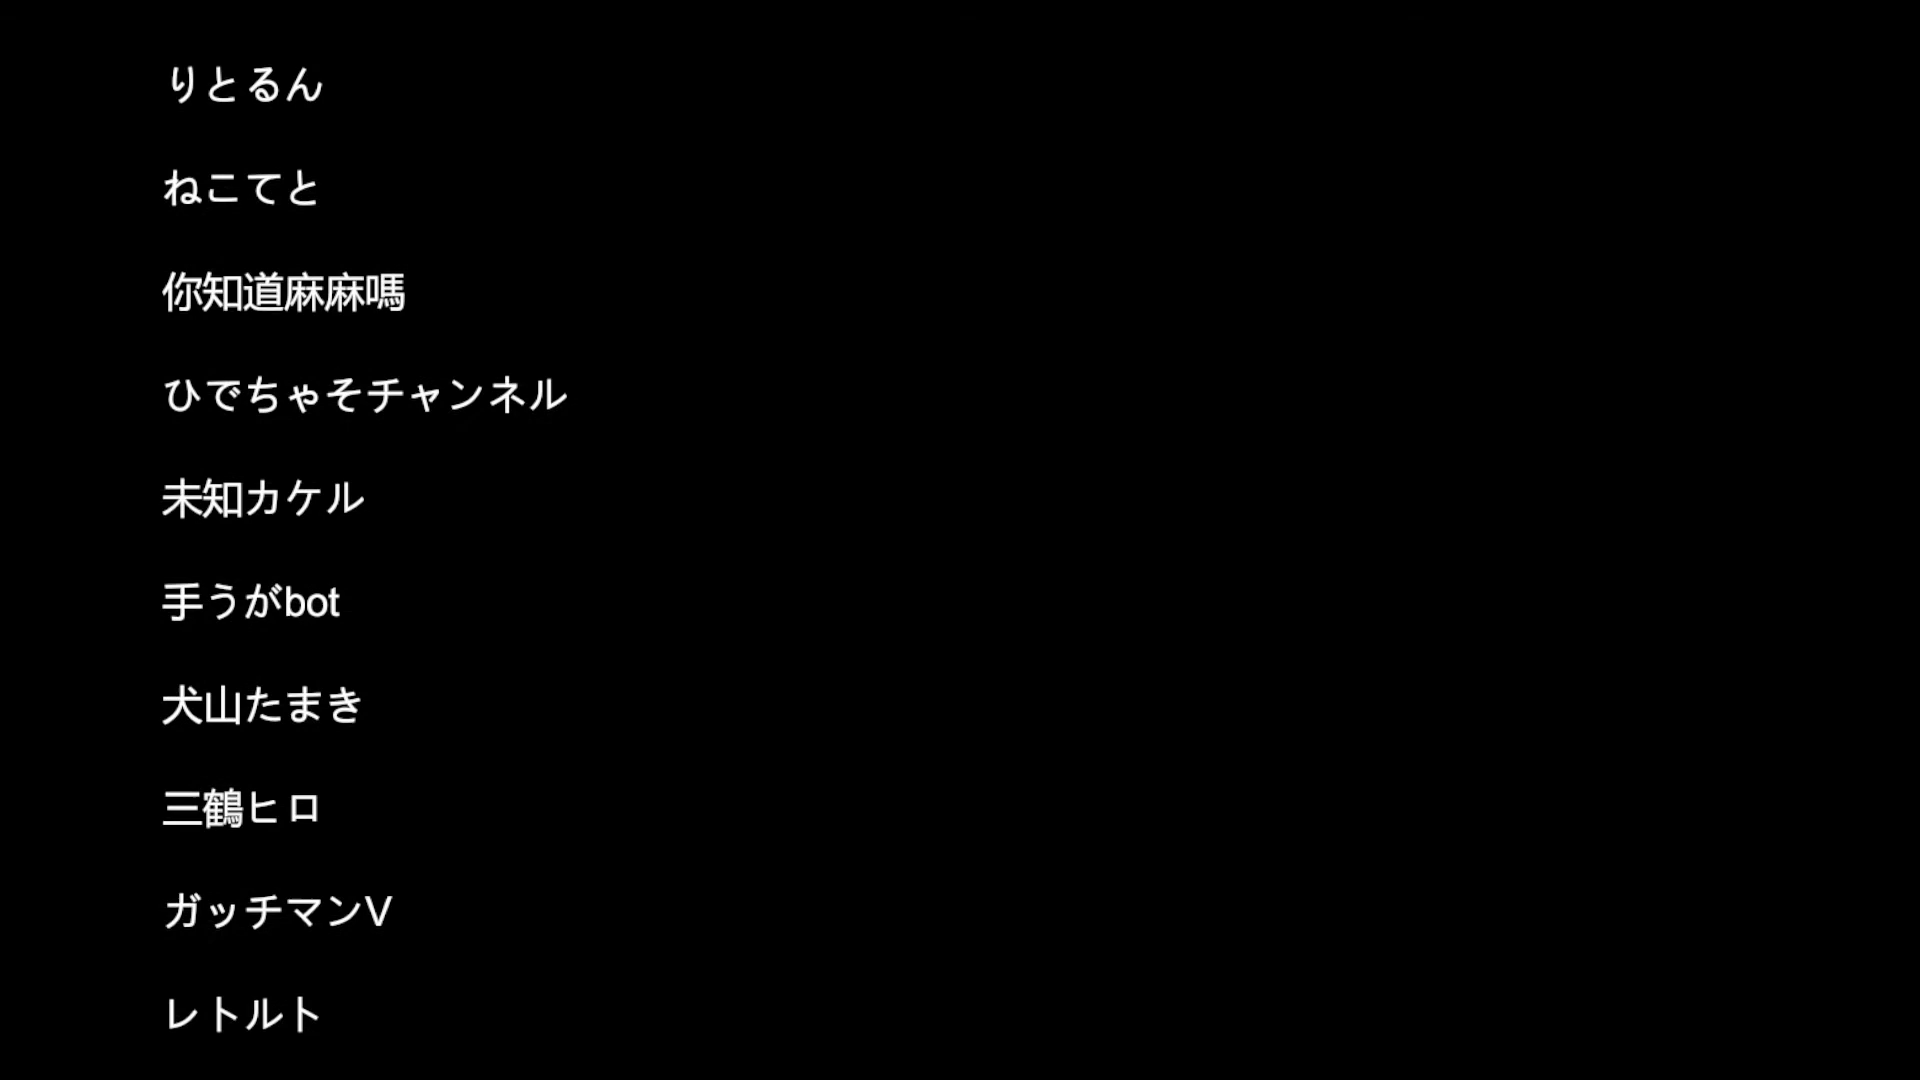 りとるん
ねこてと
你知道麻麻嗎
ひでちゃそチャンネル
未知カケル
手うがbot
犬山たまき
三鶴ヒロ
ガッチマンV
レトルト